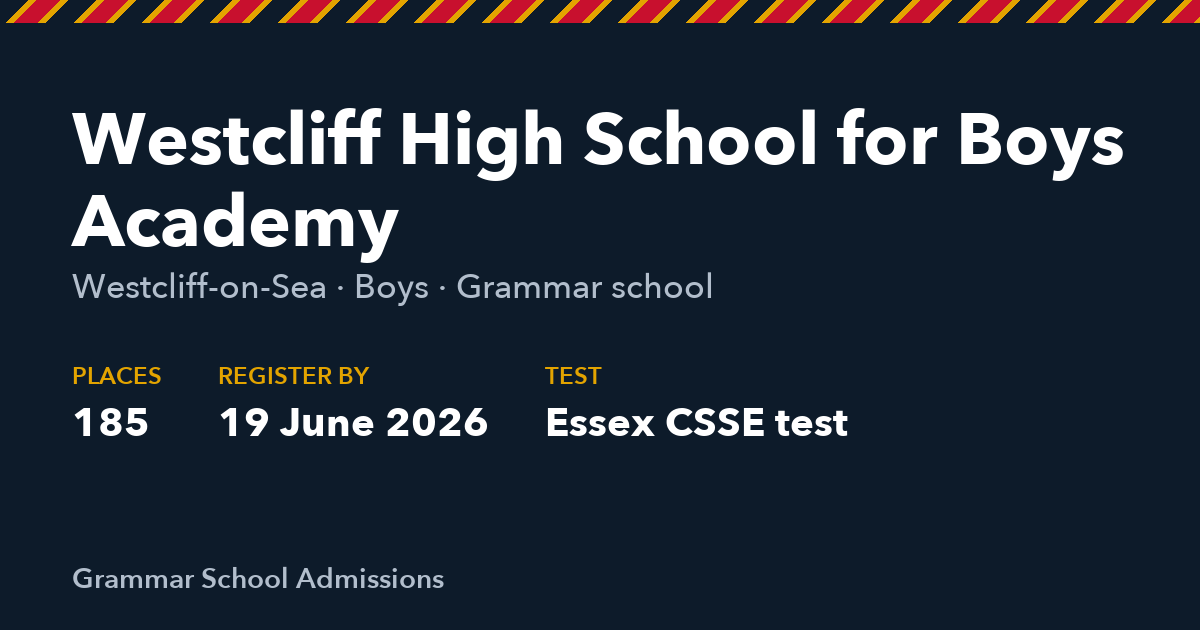 Westcliff High School for Boys
Academy
Westcliff-on-Sea · Boys · Grammar school
PLACES REGISTER BY TEST
185 19 June 2026 Essex CSSE test
Grammar School Admissions